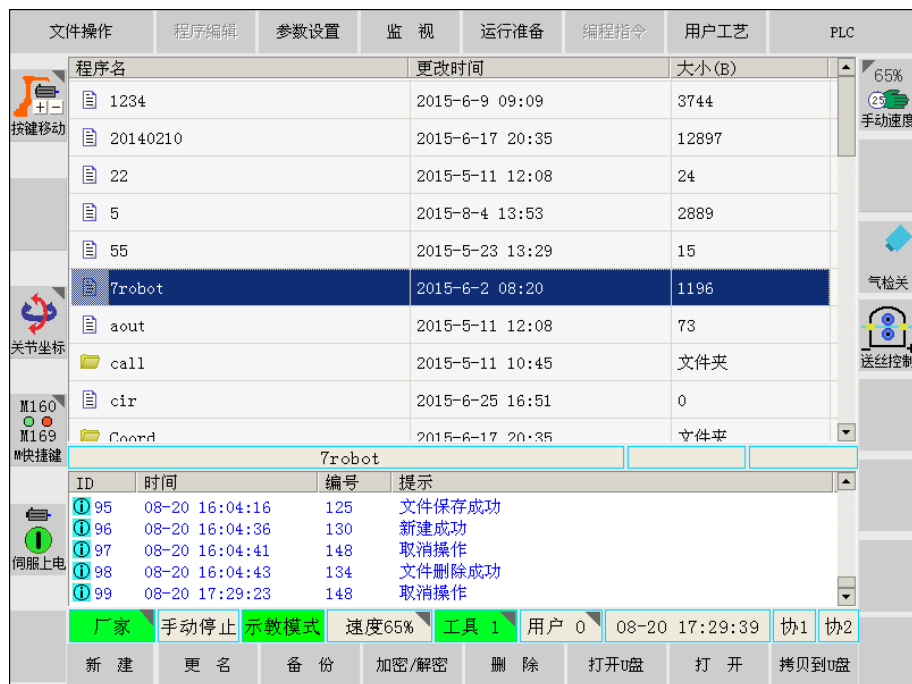 文件操作 程序编辑 参数设置 监 视 运行准备 编程指令 用户工艺 PLC
程序名 更改时间 大小(B)
1234 2015-6-9 09:09 3744
20140210 2015-6-17 20:35 12897
22 2015-5-11 12:08 24
5 2015-8-4 13:53 2889
55 2015-5-23 13:29 15
7robot 2015-6-2 08:20 1196
aout 2015-5-11 12:08 73
call 2015-5-11 10:45 文件夹
cir 2015-6-25 16:51 0
Coord 2015-6-17 20:35 文件夹
按键移动
关节坐标
M160
M169
M快捷键
伺服上电
65%
25
手动速度
气检关
送丝控制
7robot
ID 时间 编号 提示
95 08-20 16:04:16 125 文件保存成功
96 08-20 16:04:36 130 新建成功
97 08-20 16:04:41 148 取消操作
98 08-20 16:04:43 134 文件删除成功
99 08-20 17:29:23 148 取消操作
厂家 手动停止 示教模式 速度65% 工具 1 用户 0 08-20 17:29:39 协1 协2
新 建 更 名 备 份 加密/解密 删 除 打开U盘 打 开 拷贝到U盘